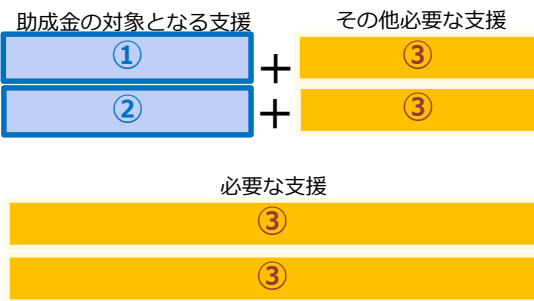 助成金の対象となる支援 その他必要な支援
① + ③
② + ③
必要な支援
③
③